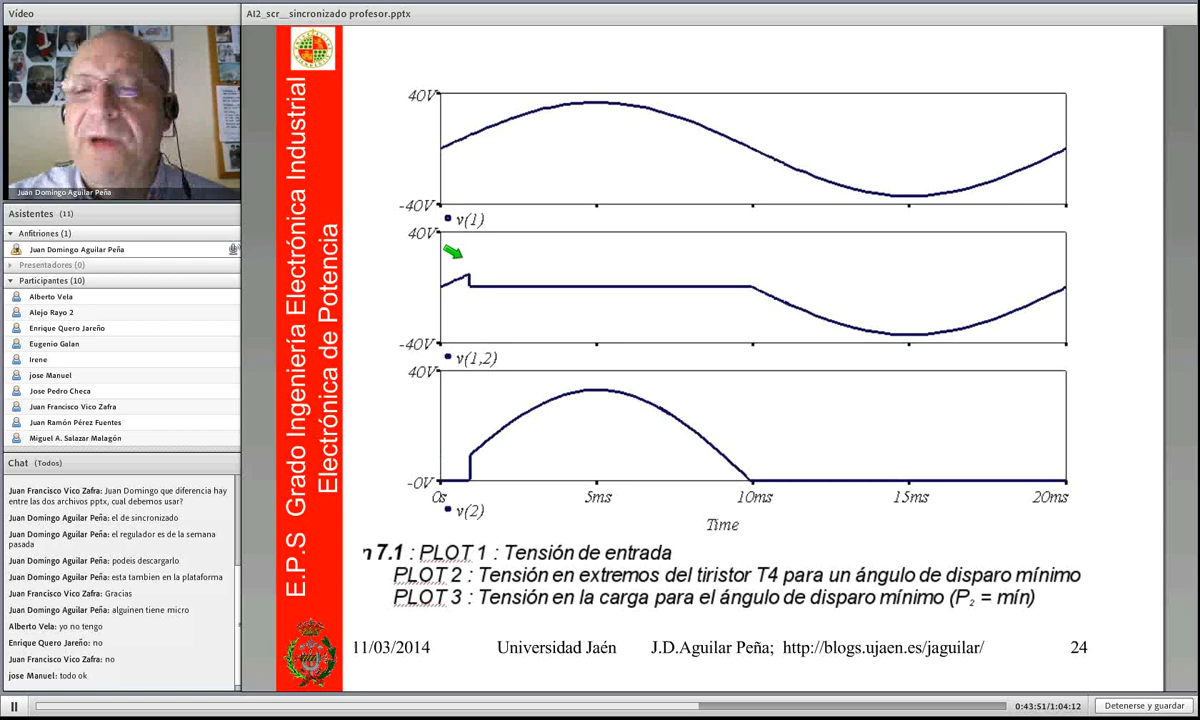 Vídeo
AI2_scr__sincronizado profesor.pptx
Juan Domingo Aguilar Peña
Asistentes (11)
Anfitriones (1)
Juan Domingo Aguilar Peña
Presentadores (0)
Participantes (10)
Alberto Vela
Alejo Rayo 2
Enrique Quero Jareño
Eugenio Galan
Irene
jose Manuel
Jose Pedro Checa
Juan Francisco Vico Zafra
Juan Ramón Pérez Fuentes
Miguel A. Salazar Malagón
Chat (Todos)
Juan Francisco Vico Zafra: Juan Domingo que diferencia hay
entre las dos archivos pptx, cual debemos usar?
Juan Domingo Aguilar Peña: el de sincronizado
Juan Domingo Aguilar Peña: el regulador es de la semana
pasada
Juan Domingo Aguilar Peña: podeis descargarlo
Juan Domingo Aguilar Peña: esta tambien en la plataforma
Juan Francisco Vico Zafra: Gracias
Juan Domingo Aguilar Peña: alguinen tiene micro
Alberto Vela: yo no tengo
Enrique Quero Jareño: no
Juan Francisco Vico Zafra: no
jose Manuel: todo ok
E.P.S Grado Ingeniería Electrónica Industrial
Electrónica de Potencia
40V
-40V
v(1)
40V
-40V
v(1,2)
40V
-0V
0s 5ms 10ms 15ms 20ms
v(2)
Time
n 7.1 : PLOT 1 : Tensión de entrada
PLOT 2 : Tensión en extremos del tiristor T4 para un ángulo de disparo mínimo
PLOT 3 : Tensión en la carga para el ángulo de disparo mínimo (P2 = mín)
11/03/2014 Universidad Jaén J.D.Aguilar Peña; http://blogs.ujaen.es/jaguilar/ 24
0:43:51/1:04:12 Detenerse y guardar